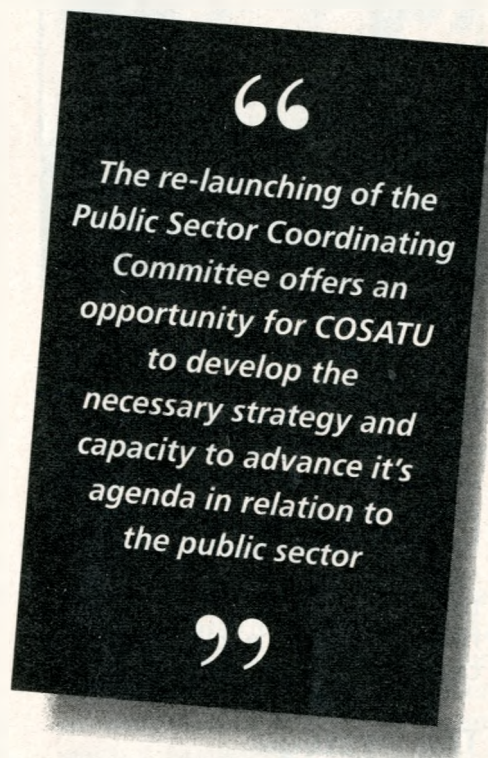 “
The re-launching of the
Public Sector Coordinating
Committee offers an
opportunity for COSATU
to develop the
necessary strategy and
capacity to advance it's
agenda in relation to
the public sector
”